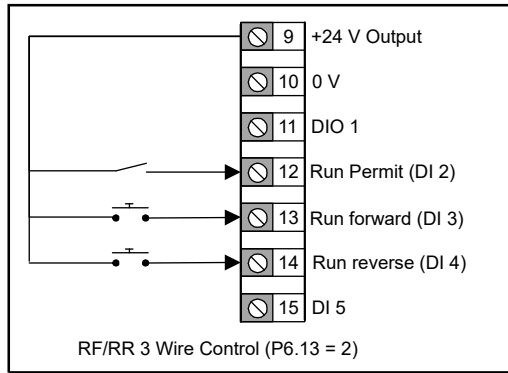 9 +24 V Output
10 0 V
11 DIO 1
12 Run Permit (DI 2)
13 Run forward (DI 3)
14 Run reverse (DI 4)
15 DI 5
RF/RR 3 Wire Control (P6.13 = 2)